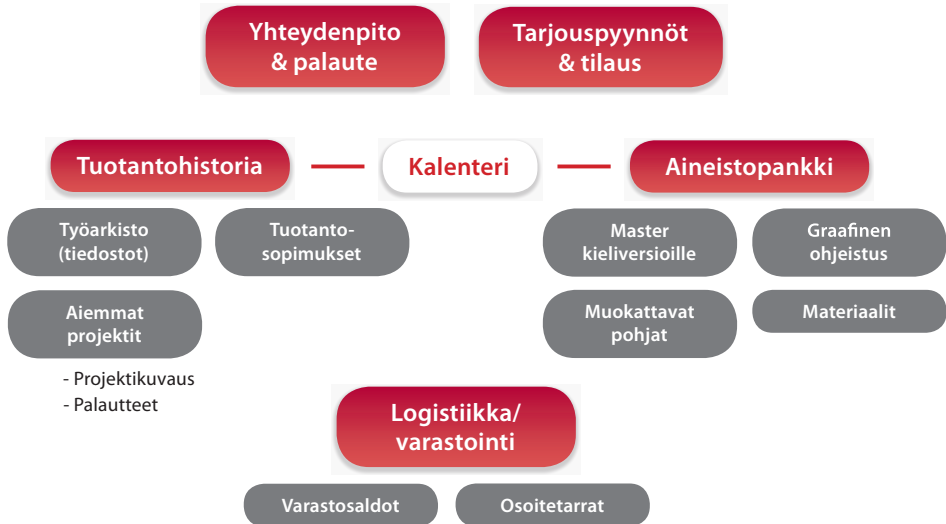 Yhteydenpito
& palaute
Tarjouspyynnöt
& tilaus
Tuotantohistoria
Kalenteri
Aineistopankki
Työarkisto
(tiedostot)
Tuotanto-
sopimukset
Master
kieliversioille
Graafinen
ohjeistus
Aiemmat
projektit
Muokattavat
pohjat
Materiaalit
- Projektikuvaus
- Palautteet
Logistiikka/
varastointi
Varastosaldot
Osoitetarrat